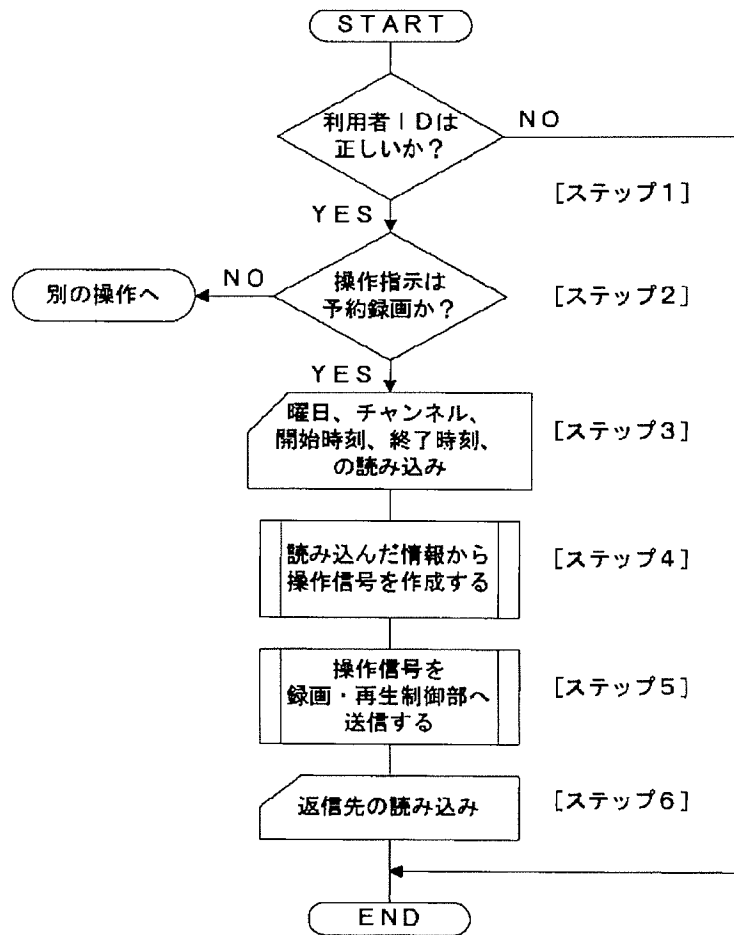 START
利用者IDは
正しいか?
NO
[ステップ1]
YES
操作指示は
予約録画か?
NO
別の操作へ
[ステップ2]
YES
曜日、チャンネル、
開始時刻、終了時刻、
の読み込み
[ステップ3]
読み込んだ情報から
操作信号を作成する
[ステップ4]
操作信号を
録画・再生制御部へ
送信する
[ステップ5]
返信先の読み込み
[ステップ6]
END